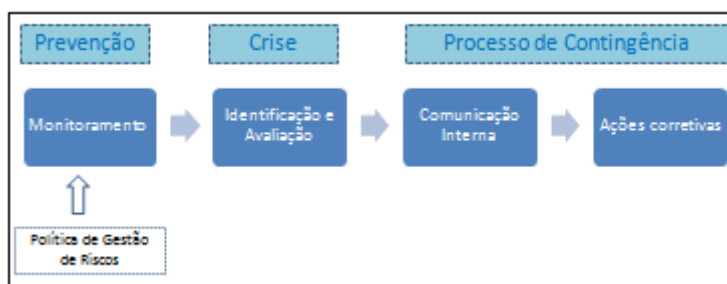 Prevenção
Crise
Processo de Contingência
Monitoramento
Identificação e
Avaliação
Comunicação
Interna
Ações corretivas
Política de Gestão
de Riscos